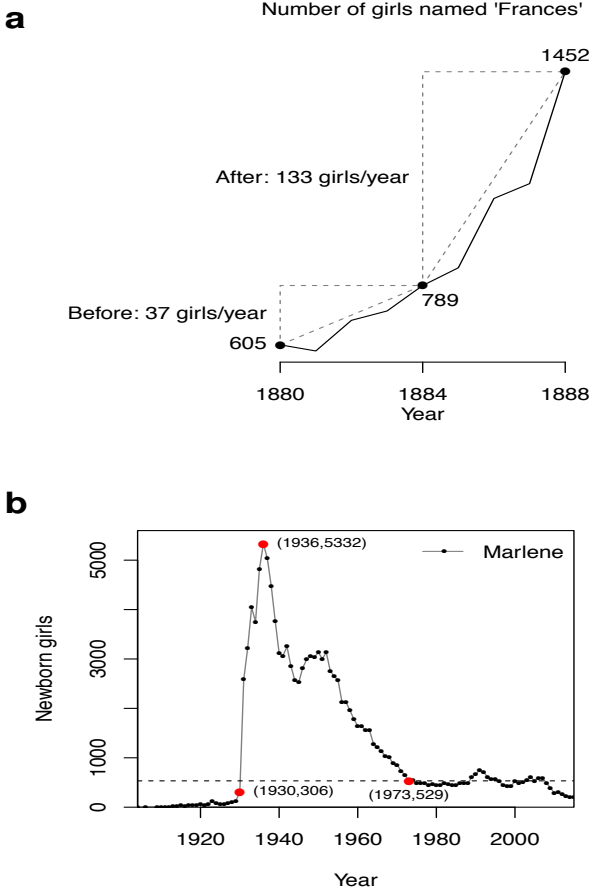 a
Number of girls named 'Frances'
1452
After: 133 girls/year
789
Before: 37 girls/year
605
1880 1884 1888
Year
b
(1936,5332)
Marlene
5000
3000
1000
0
Newborn girls
(1930,306)
(1973,529)
1920 1940 1960 1980 2000
Year